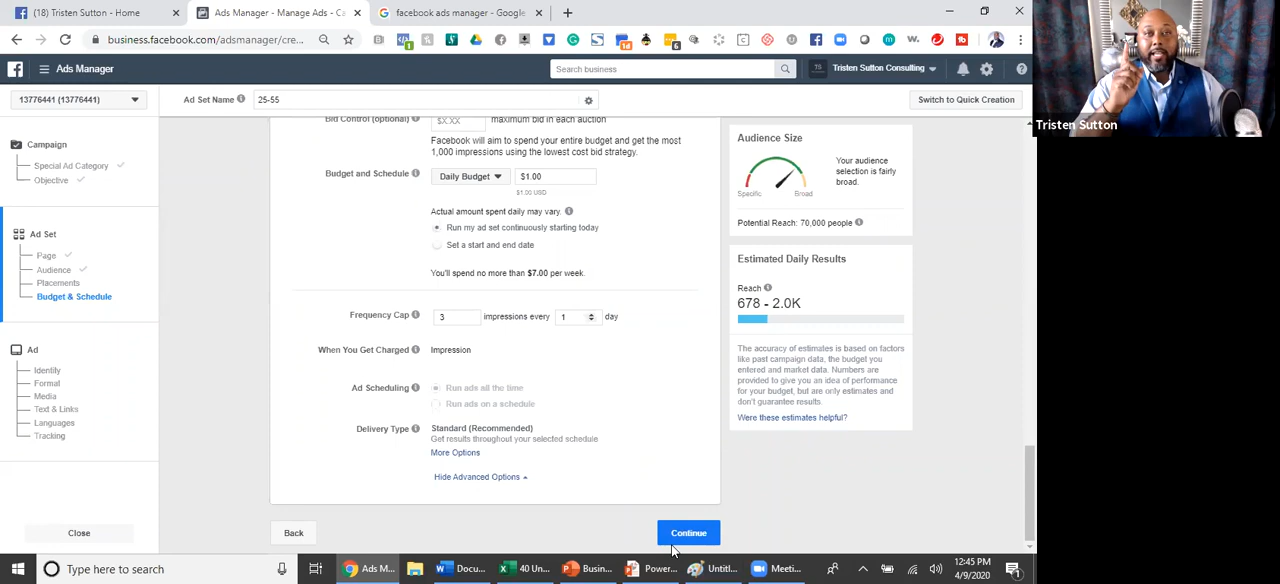 (18) Tristen Sutton - Home
Ads Manager - Manage Ads - Ca
facebook ads manager - Google
business.facebook.com/adsmanager/cre...
Ads Manager
Search business
TS
Tristen Sutton Consulting
Tristen Sutton
13776441 (13776441)
Ad Set Name
25-55
Switch to Quick Creation
Campaign
Special Ad Category
Objective
Ad Set
Page
Audience
Placements
Budget & Schedule
Ad
Identity
Format
Media
Text & Links
Languages
Tracking
Close
Bid Control (optional)
$X.XX
maximum bid in each auction
Facebook will aim to spend your entire budget and get the most
1,000 impressions using the lowest cost bid strategy.
Budget and Schedule
Daily Budget
$1.00
$1.00 USD
Actual amount spent daily may vary.
Run my ad set continuously starting today
Set a start and end date
You'll spend no more than $7.00 per week.
Frequency Cap
3
impressions every
1
day
When You Get Charged
Impression
Ad Scheduling
Run ads all the time
Run ads on a schedule
Delivery Type
Standard (Recommended)
Get results throughout your selected schedule
More Options
Hide Advanced Options
Back
Continue
Audience Size
Specific
Broad
Your audience
selection is fairly
broad.
Potential Reach: 70,000 people
Estimated Daily Results
Reach
678 - 2.0K
The accuracy of estimates is based on factors
like past campaign data, the budget you
entered and market data. Numbers are
provided to give you an idea of performance
for your budget, but are only estimates and
don't guarantee results.
Were these estimates helpful?
Type here to search
Ads M...
Docu...
40 Un...
Busin...
Power...
Untitl...
Meeti...
12:45 PM
4/9/2020